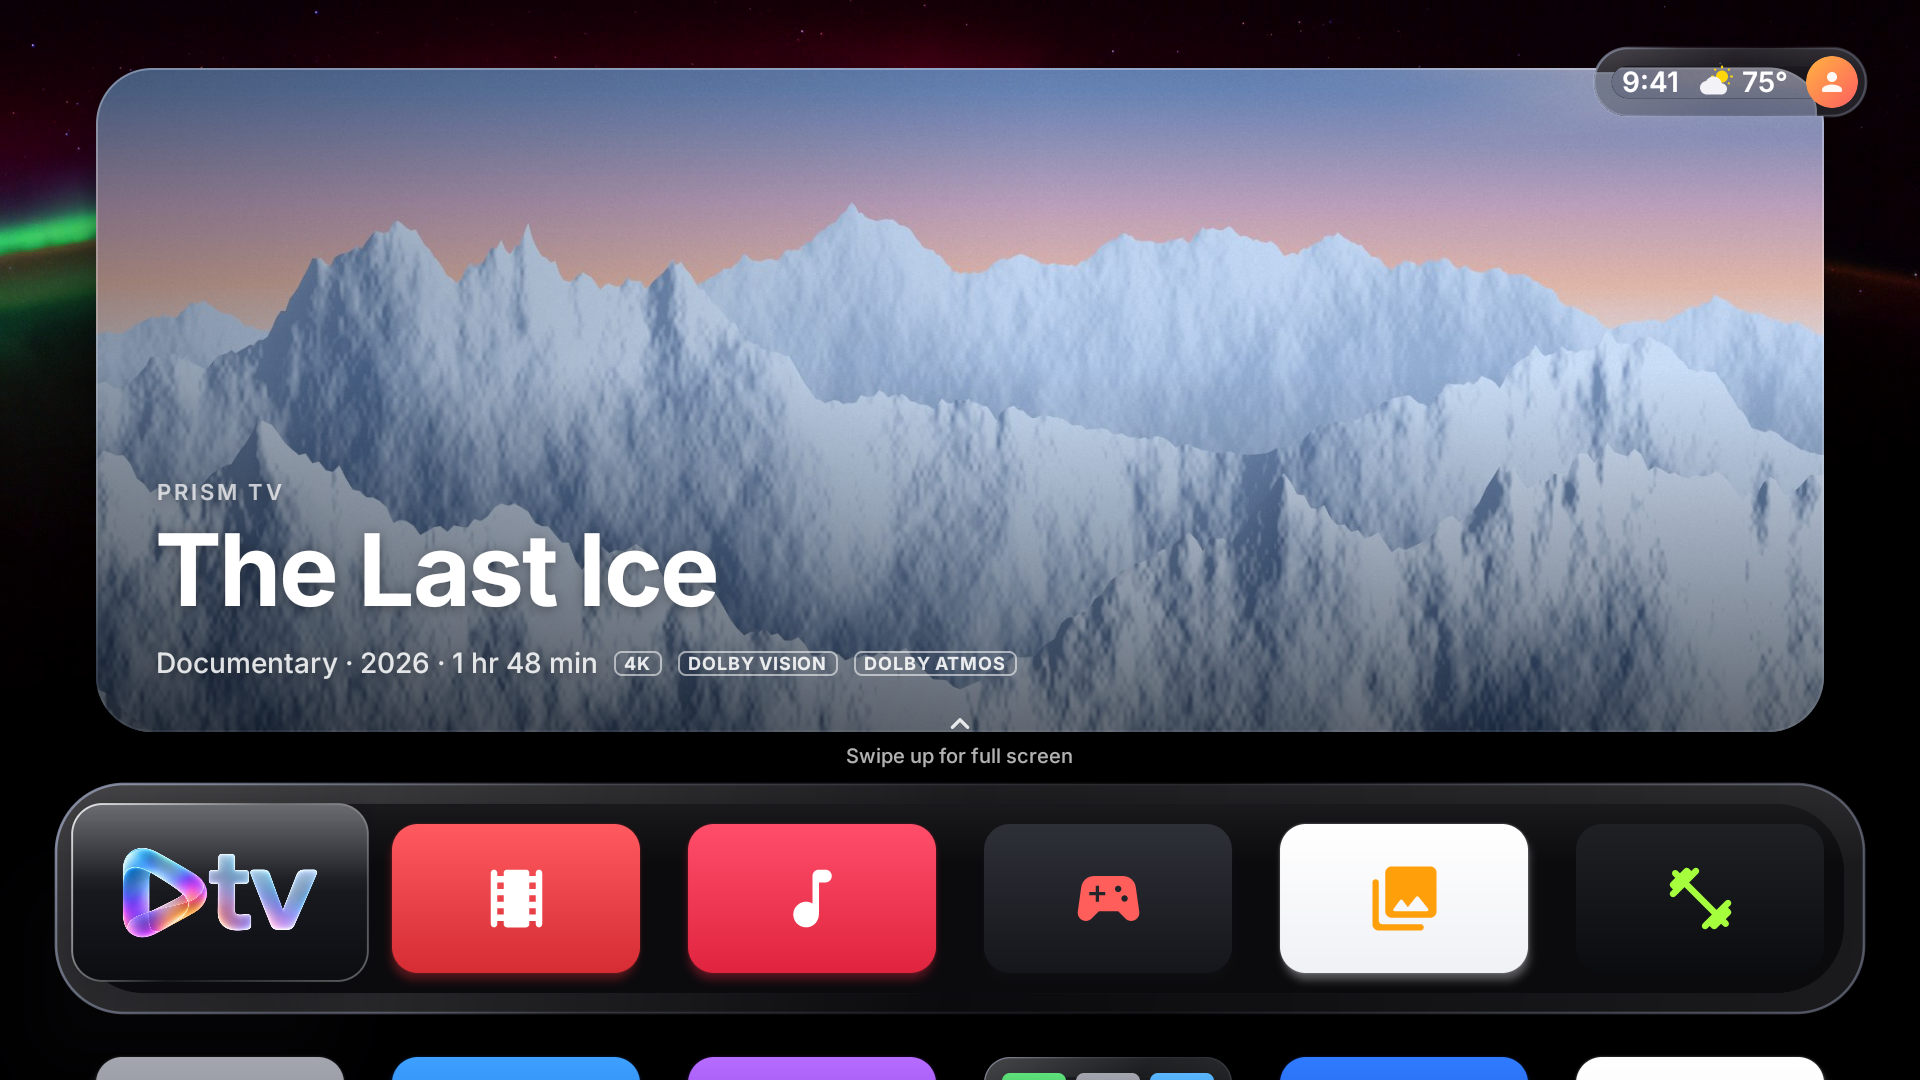 9:41 75°
PRISM TV
The Last Ice
Documentary · 2026 · 1 hr 48 min 4K DOLBY VISION DOLBY ATMOS
Swipe up for full screen
tv